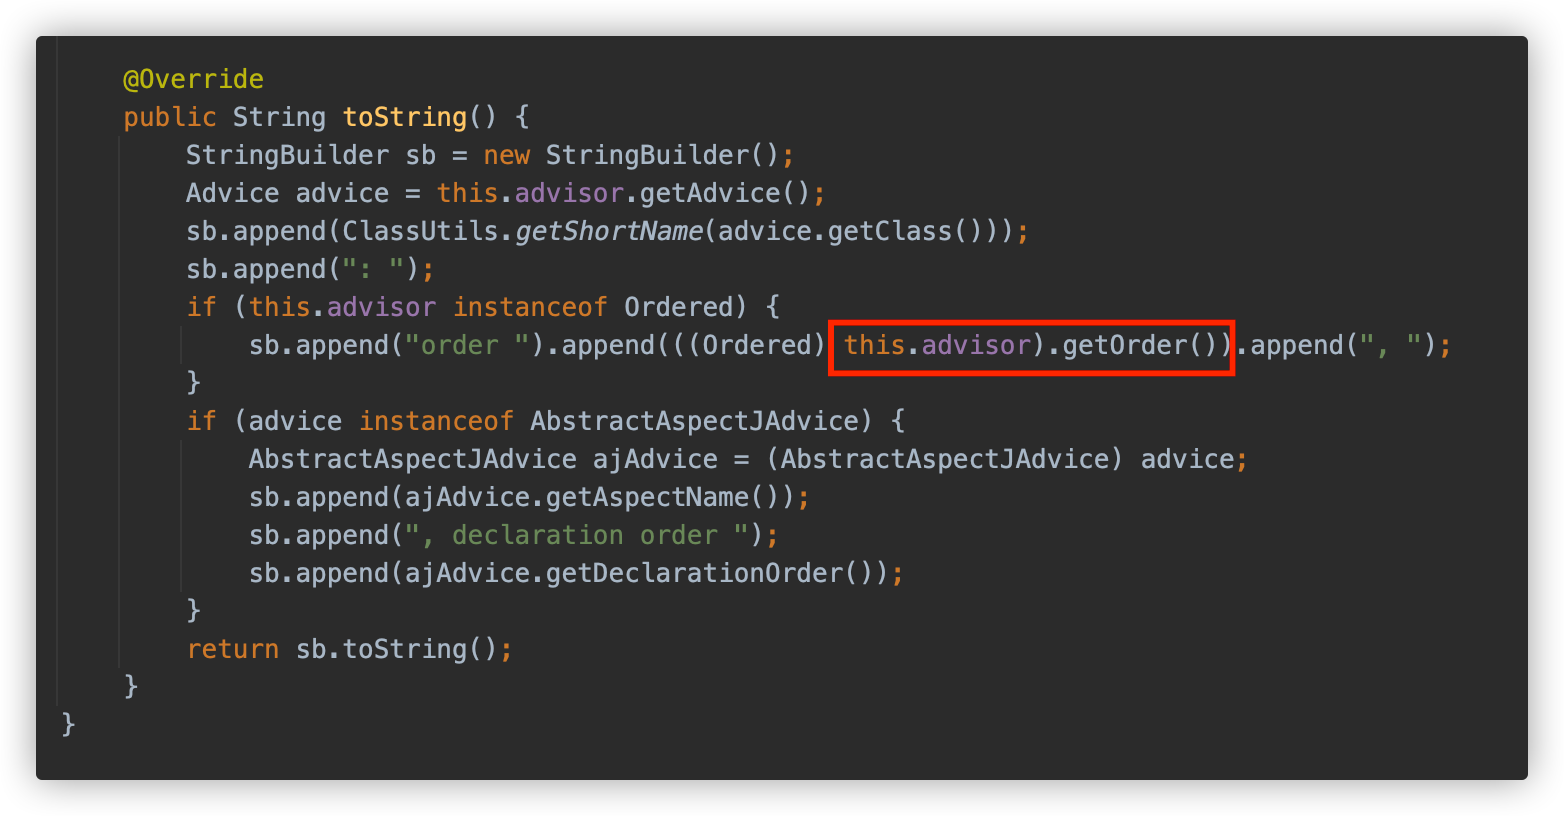 @Override
public String toString() {
StringBuilder sb = new StringBuilder();
Advice advice = this.advisor.getAdvice();
sb.append(ClassUtils.getShortName(advice.getClass()));
sb.append(": ");
if (this.advisor instanceof Ordered) {
sb.append("order ").append(((Ordered) this.advisor).getOrder()).append(", ");
}
if (advice instanceof AbstractAspectJAdvice) {
AbstractAspectJAdvice ajAdvice = (AbstractAspectJAdvice) advice;
sb.append(ajAdvice.getAspectName());
sb.append(", declaration order ");
sb.append(ajAdvice.getDeclarationOrder());
}
return sb.toString();
}
}